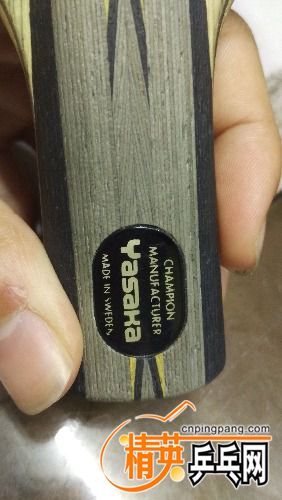 CHAMPION
MANUFACTURER
Yasaka
MADE IN SWEDEN
cnpingpang.com
精英乒乓网